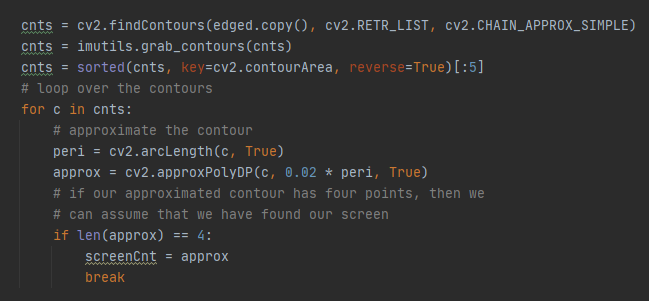 cnts = cv2.findContours(edged.copy(), cv2.RETR_LIST, cv2.CHAIN_APPROX_SIMPLE)
cnts = imutils.grab_contours(cnts)
cnts = sorted(cnts, key=cv2.contourArea, reverse=True)[:5]
# loop over the contours
for c in cnts:
    # approximate the contour
    peri = cv2.arcLength(c, True)
    approx = cv2.approxPolyDP(c, 0.02 * peri, True)
    # if our approximated contour has four points, then we
    # can assume that we have found our screen
    if len(approx) == 4:
        screenCnt = approx
        break